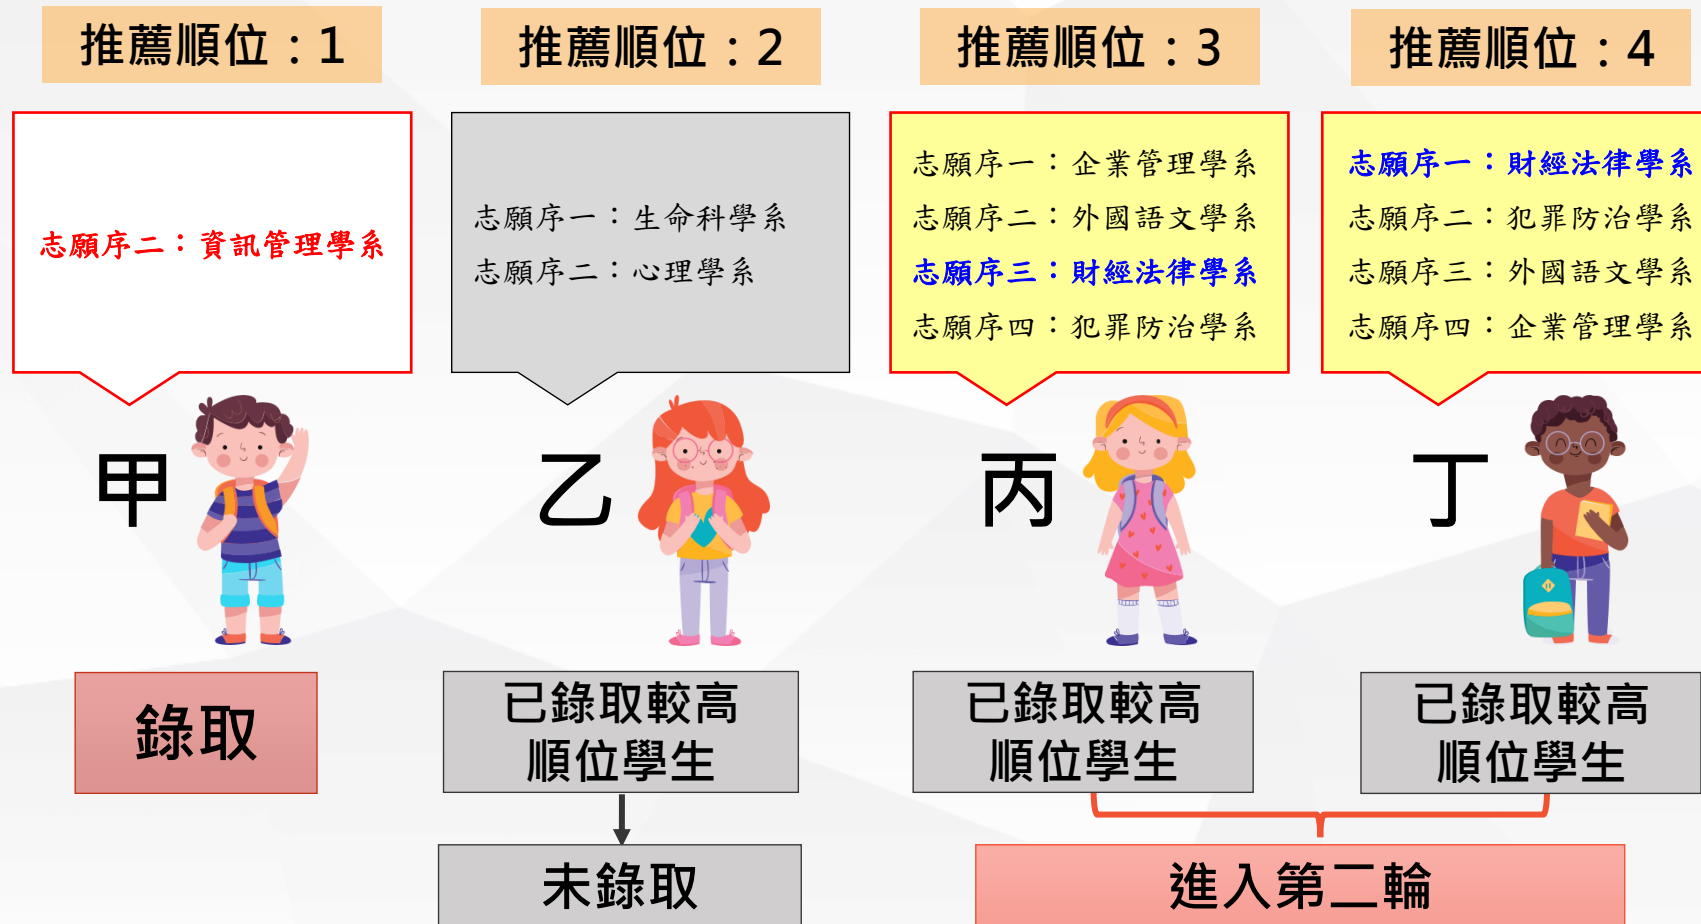 推薦順位：1
推薦順位：2
推薦順位：3
推薦順位：4
志願序二：資訊管理學系
志願序一：生命科學系
志願序二：心理學系
志願序一：企業管理學系
志願序二：外國語文學系
志願序三：財經法律學系
志願序四：犯罪防治學系
志願序一：財經法律學系
志願序二：犯罪防治學系
志願序三：外國語文學系
志願序四：企業管理學系
甲
乙
丙
丁
錄取
已錄取較高
順位學生
已錄取較高
順位學生
已錄取較高
順位學生
未錄取
進入第二輪